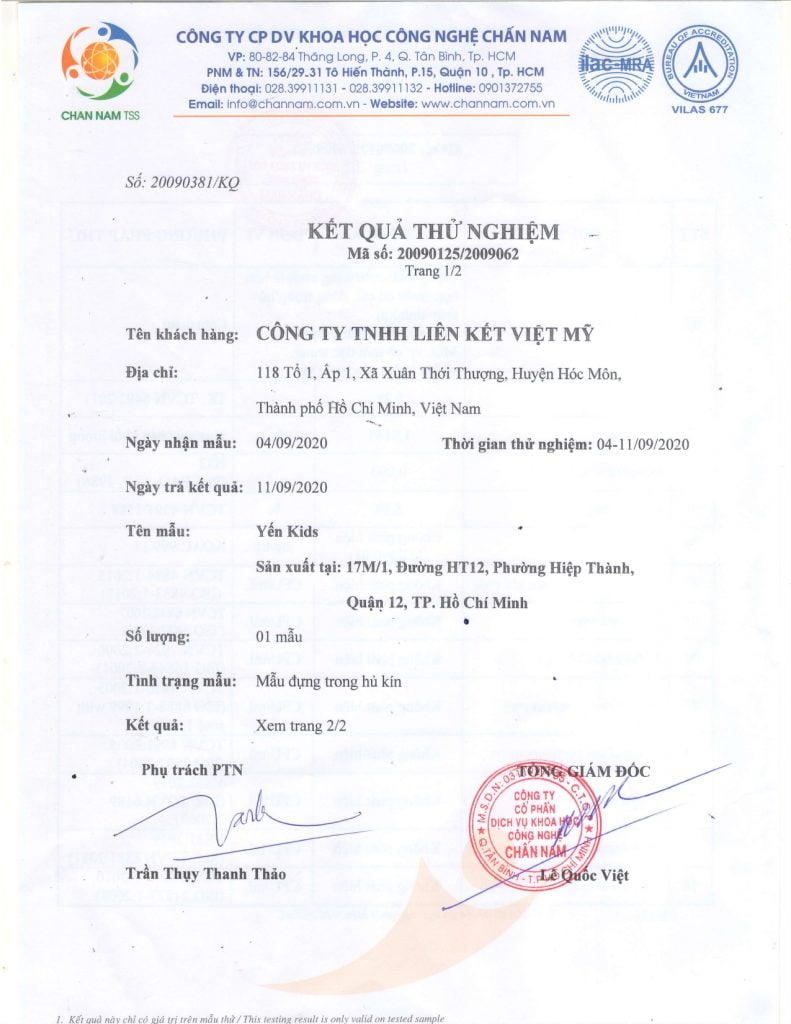 CÔNG TY CP DV KHOA HỌC CÔNG NGHỆ CHẤN NAM
VP: 80-82-84 Thăng Long, P. 4, Q. Tân Bình, Tp. HCM
PNM & TN: 156/29.31 Tô Hiến Thành, P.15, Quận 10 , Tp. HCM
Điện thoại: 028.39911131 - 028.39911132 - Hotline: 0901372755
Email: info@channam.com.vn - Website: www.channam.com.vn
CHAN NAM TSS
ilac-MRA
BUREAU OF ACCREDITATION
VIETNAM
VILAS 677
Số: 20090381/KQ
KẾT QUẢ THỬ NGHIỆM
Mã số: 20090125/2009062
Trang 1/2
Tên khách hàng: CÔNG TY TNHH LIÊN KẾT VIỆT MỸ
Địa chỉ: 118 Tổ 1, Ấp 1, Xã Xuân Thới Thượng, Huyện Hóc Môn,
Thành phố Hồ Chí Minh, Việt Nam
Ngày nhận mẫu: 04/09/2020 Thời gian thử nghiệm: 04-11/09/2020
Ngày trả kết quả: 11/09/2020
Tên mẫu: Yến Kids
Sản xuất tại: 17M/1, Đường HT12, Phường Hiệp Thành,
Quận 12, TP. Hồ Chí Minh
Số lượng: 01 mẫu
Tình trạng mẫu: Mẫu đựng trong hủ kín
Kết quả: Xem trang 2/2
Phụ trách PTN TỔNG GIÁM ĐỐC
CÔNG TY
CỔ PHẦN
DỊCH VỤ KHOA HỌC
CÔNG NGHỆ
CHẤN NAM
Trần Thụy Thanh Thảo Lê Quốc Việt
1. Kết quả này chỉ có giá trị trên mẫu thử / This testing result is only valid on tested sample